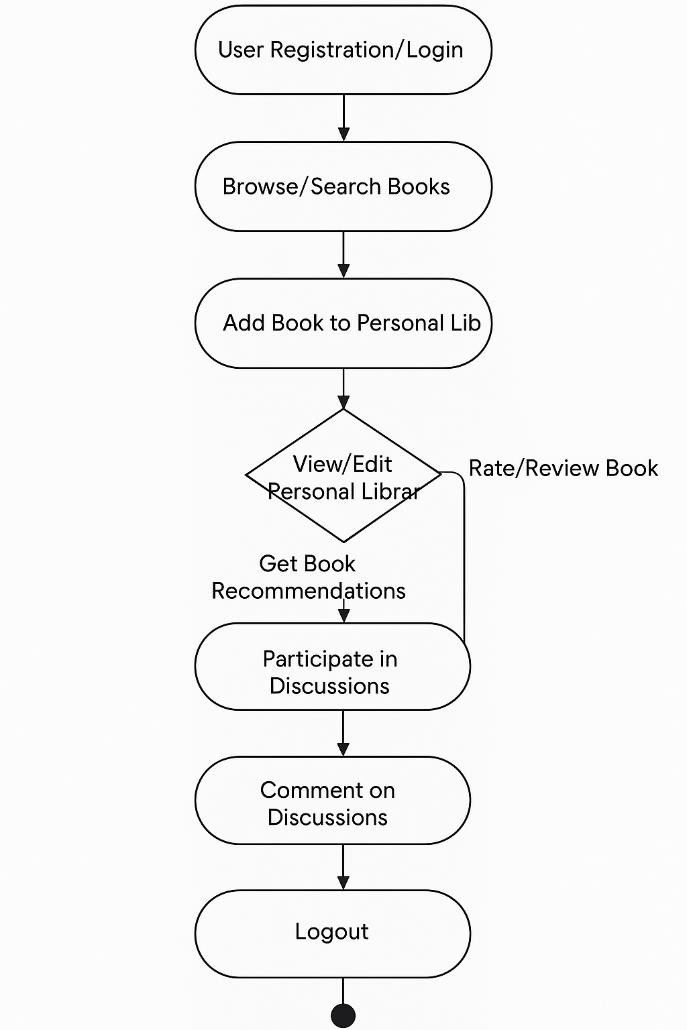 User Registration/Login
Browse/Search Books
Add Book to Personal Lib
View/Edit
Personal Librar
Rate/Review Book
Get Book
Recommendations
Participate in
Discussions
Comment on
Discussions
Logout